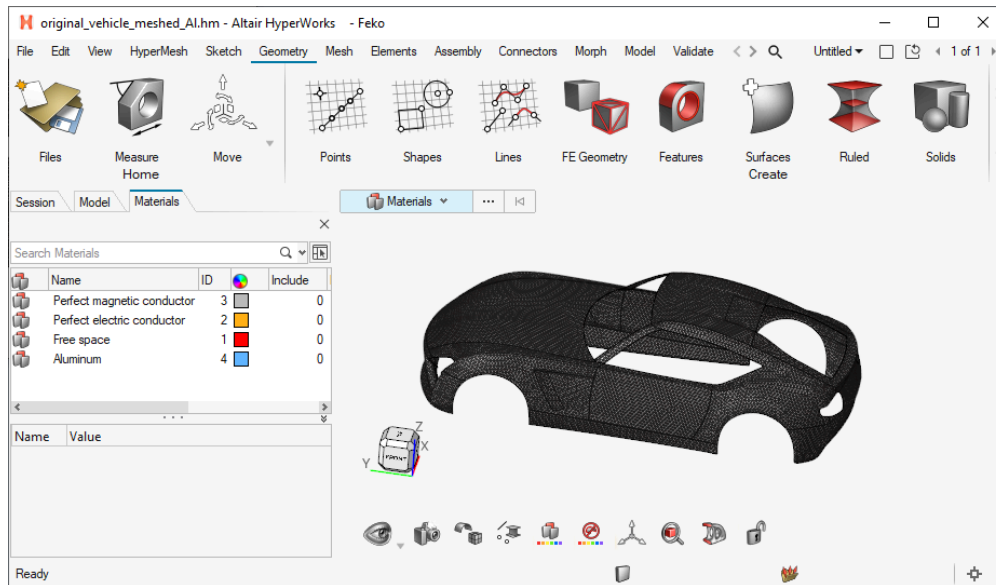 original_vehicle_meshed_Al.hm - Altair HyperWorks - Feko
File Edit View HyperMesh Sketch Geometry Mesh Elements Assembly Connectors Morph Model Validate Untitled 1 of 1
Files Measure Move Points Shapes Lines FE Geometry Features Surfaces Ruled Solids
Home Create
Session Model Materials
Materials
Search Materials
Name ID Include
Perfect magnetic conductor 3 0
Perfect electric conductor 2 0
Free space 1 0
Aluminum 4 0
Name Value
Z
X
Y
Ready